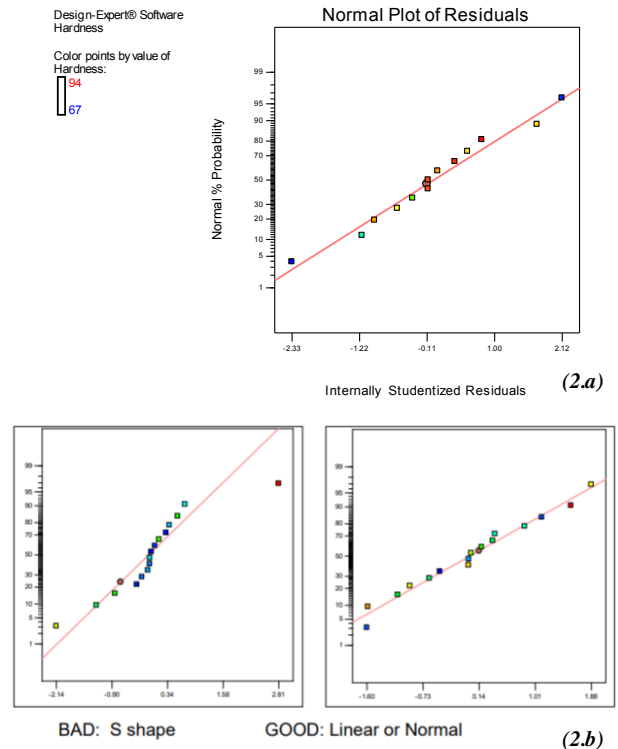 Design-Expert® Software
Hardness
Color points by value of
Hardness:
94
67
Normal Plot of Residuals
Normal % Probability
99
95
90
80
70
50
30
20
10
5
1
-2.33 -1.22 -0.11 1.00 2.12
Internally Studentized Residuals
(2.a)
99
95
90
80
70
50
30
20
10
5
1
-2.14 -0.90 0.34 1.58 2.81
99
95
90
80
70
50
30
20
10
5
1
-1.60 -0.73 0.14 1.01 1.88
BAD: S shape
GOOD: Linear or Normal
(2.b)